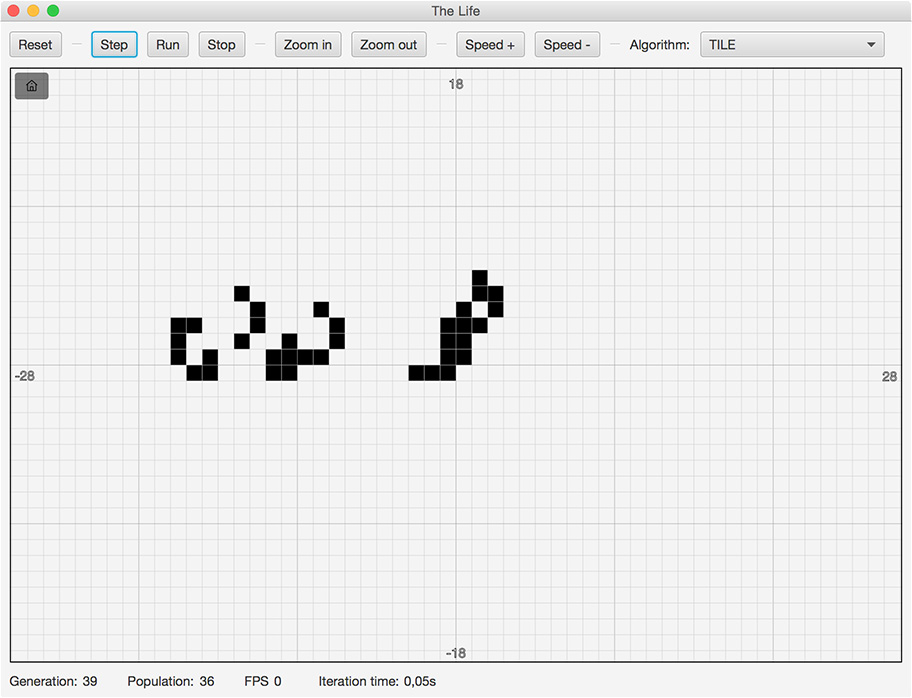 The Life
Reset Step Run Stop Zoom in Zoom out Speed + Speed - Algorithm: TILE
18
-28 28
-18
Generation: 39 Population: 36 FPS 0 Iteration time: 0,05s